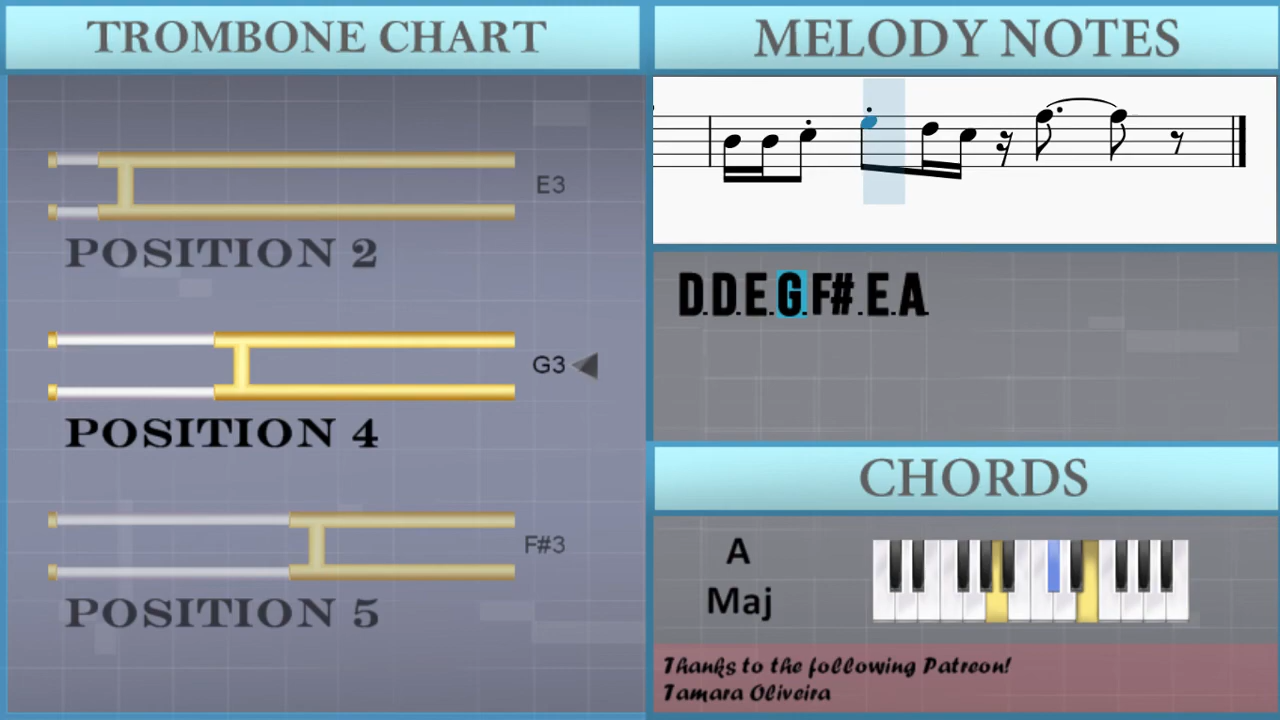 TROMBONE CHART
E3
POSITION 2
G3
POSITION 4
F#3
POSITION 5
MELODY NOTES
D.D.E.G.F#.E.A.
CHORDS
A
Maj
Thanks to the following Patreon!
Tamara Oliveira